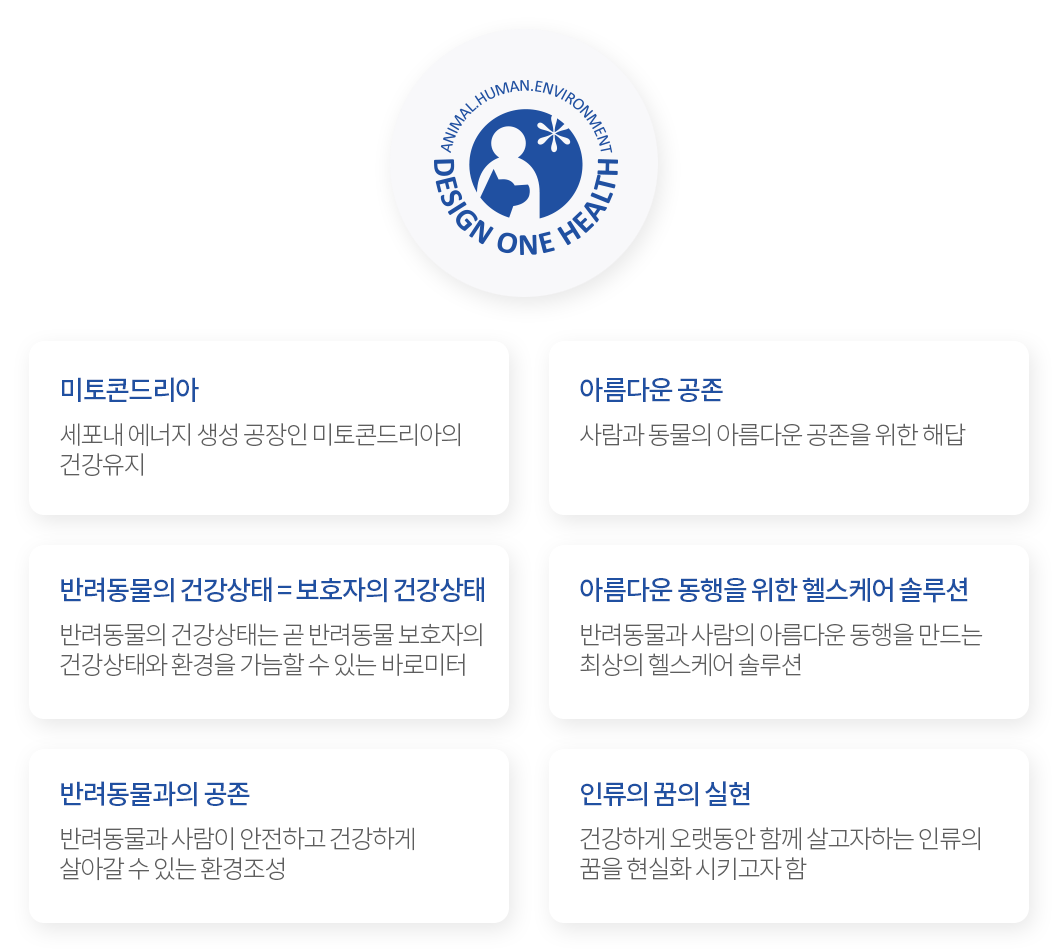 ANIMAL.HUMAN.ENVIRONMENT
DESIGN ONE HEALTH
미토콘드리아
세포내 에너지 생성 공장인 미토콘드리아의
건강유지
아름다운 공존
사람과 동물의 아름다운 공존을 위한 해답
반려동물의 건강상태 = 보호자의 건강상태
반려동물의 건강상태는 곧 반려동물 보호자의
건강상태와 환경을 가늠할 수 있는 바로미터
아름다운 동행을 위한 헬스케어 솔루션
반려동물과 사람의 아름다운 동행을 만드는
최상의 헬스케어 솔루션
반려동물과의 공존
반려동물과 사람이 안전하고 건강하게
살아갈 수 있는 환경조성
인류의 꿈의 실현
건강하게 오랫동안 함께 살고자하는 인류의
꿈을 현실화 시키고자 함